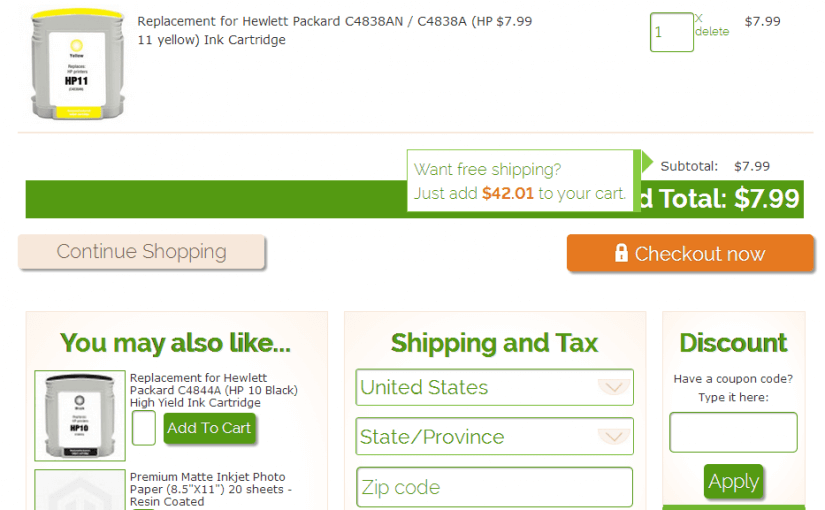 Replacement for Hewlett Packard C4838AN / C4838A (HP $7.99
11 yellow) Ink Cartridge
1
X
delete
$7.99
Yellow
Replaces:
HP printers
HP11
Want free shipping?
Just add $42.01 to your cart.
Subtotal: $7.99
d Total: $7.99
Continue Shopping
Checkout now
You may also like...
Replacement for Hewlett
Packard C4844A (HP 10 Black)
High Yield Ink Cartridge
Black
HP10
Add To Cart
Premium Matte Inkjet Photo
Paper (8.5"X11") 20 sheets -
Resin Coated
Shipping and Tax
United States
State/Province
Zip code
Discount
Have a coupon code?
Type it here:
Apply